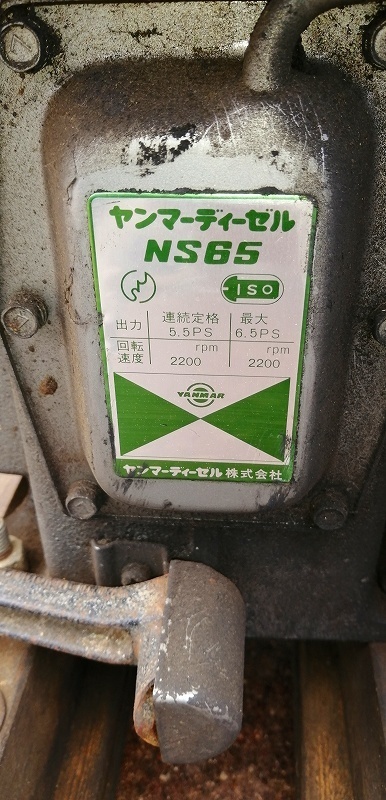 ヤンマーディーゼル
NS65
ISO
出力 連続定格 5.5PS 最大 6.5PS
回転速度 rpm 2200 rpm 2200
YANMAR
ヤンマーディーゼル株式会社